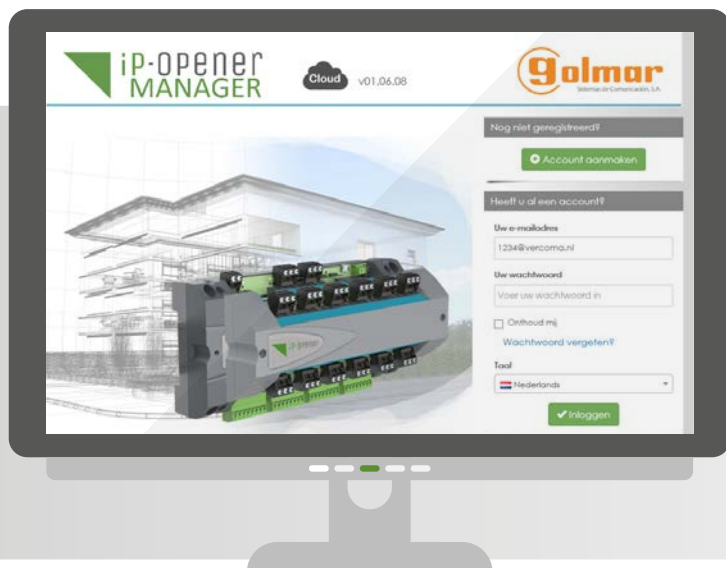 iP-OPENER
MANAGER
Cloud
v01.06.08
golmar
Sistemas de Comunicación, S.A.
Nog niet geregistreerd?
Account aanmaken
Heeft u al een account?
Uw e-mailadres
1234@vercoma.nl
Uw wachtwoord
Voer uw wachtwoord in
Onthoud mij
Wachtwoord vergeten?
Taal
Nederlands
Inloggen
iP-OPENER